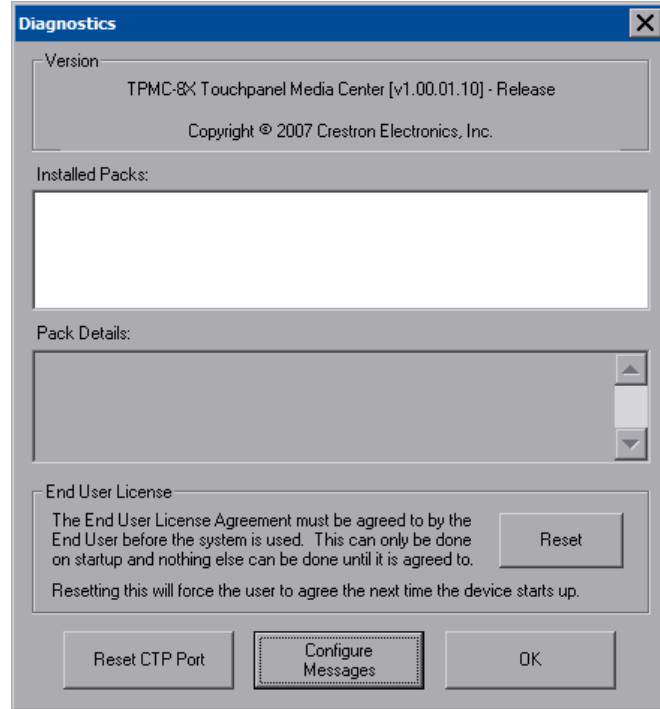 Diagnostics
Version
TPMC-8X Touchpanel Media Center [v1.00.01.10] - Release
Copyright © 2007 Crestron Electronics, Inc.
Installed Packs:
Pack Details:
End User License
The End User License Agreement must be agreed to by the
End User before the system is used.  This can only be done
on startup and nothing else can be done until it is agreed to.
Reset
Resetting this will force the user to agree the next time the device starts up.
Reset CTP Port
Configure
Messages
OK